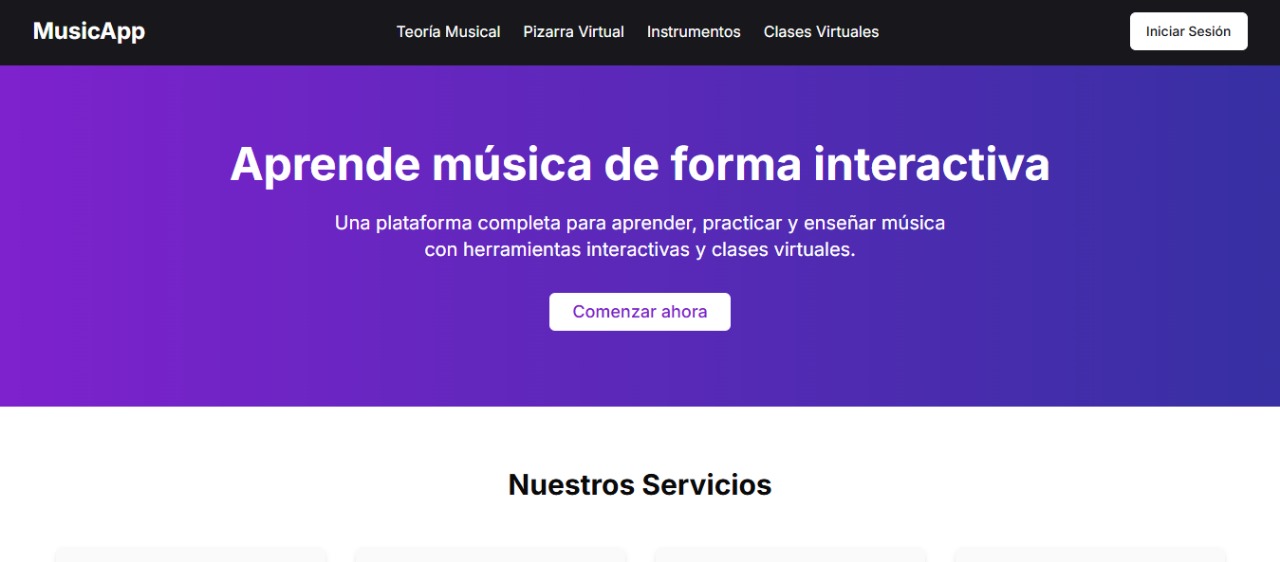 MusicApp
Teoría Musical
Pizarra Virtual
Instrumentos
Clases Virtuales
Iniciar Sesión
Aprende música de forma interactiva
Una plataforma completa para aprender, practicar y enseñar música
con herramientas interactivas y clases virtuales.
Comenzar ahora
Nuestros Servicios